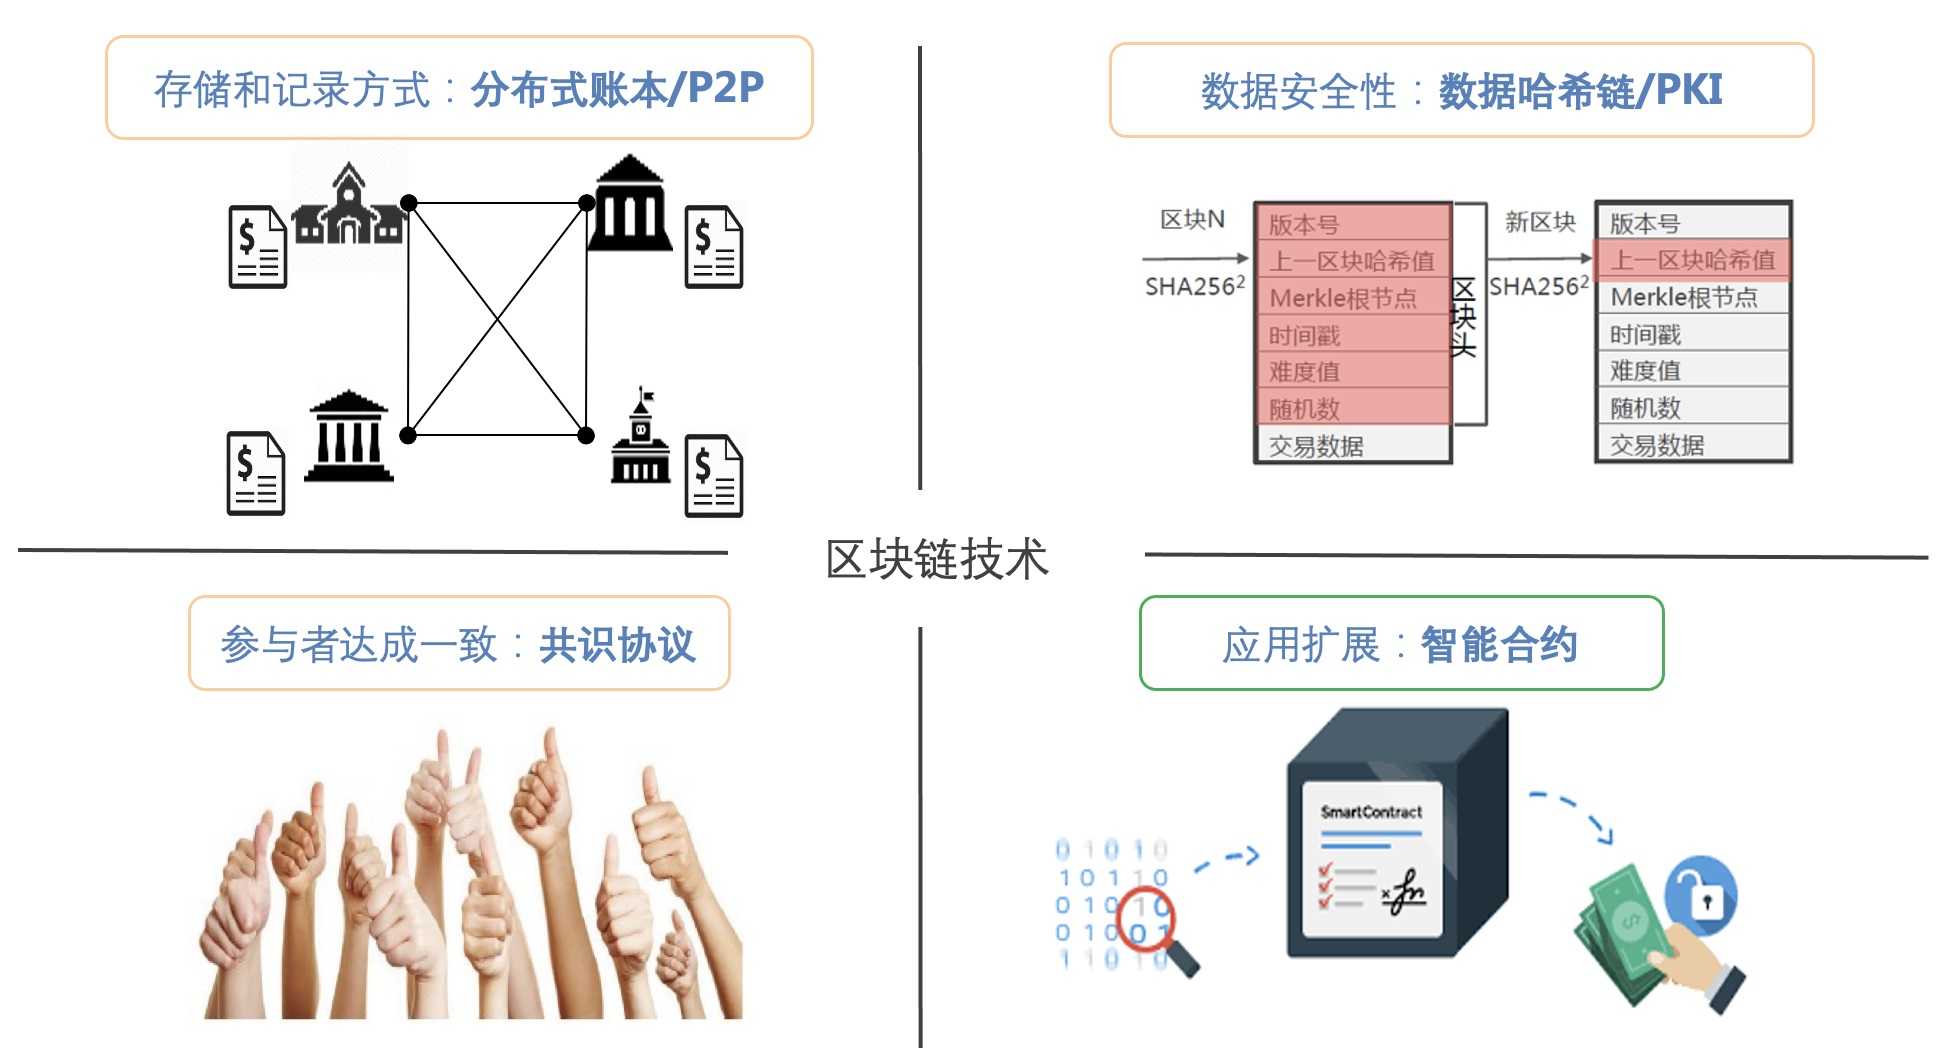 存储和记录方式：分布式账本/P2P
$
$
$
$
数据安全性：数据哈希链/PKI
区块N
SHA256²
版本号
上一区块哈希值
Merkle根节点
时间戳
难度值
随机数
交易数据
区块头
新区块
SHA256²
版本号
上一区块哈希值
Merkle根节点
时间戳
难度值
随机数
交易数据
区块链技术
参与者达成一致：共识协议
应用扩展：智能合约
SmartContract
0 1 0 1 0
1 0 1 1 0
0 1 0 1 0
0 1 0 0 1
1 1 0 1 0